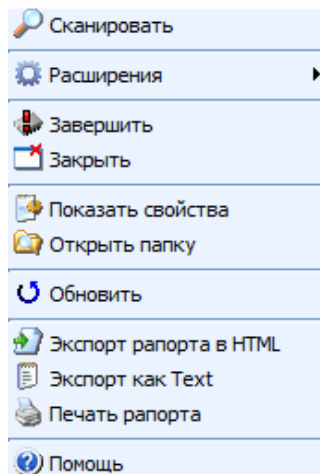 Сканировать
Расширения
Завершить
Закрыть
Показать свойства
Открыть папку
Обновить
Экспорт рапорта в HTML
Экспорт как Text
Печать рапорта
Помощь